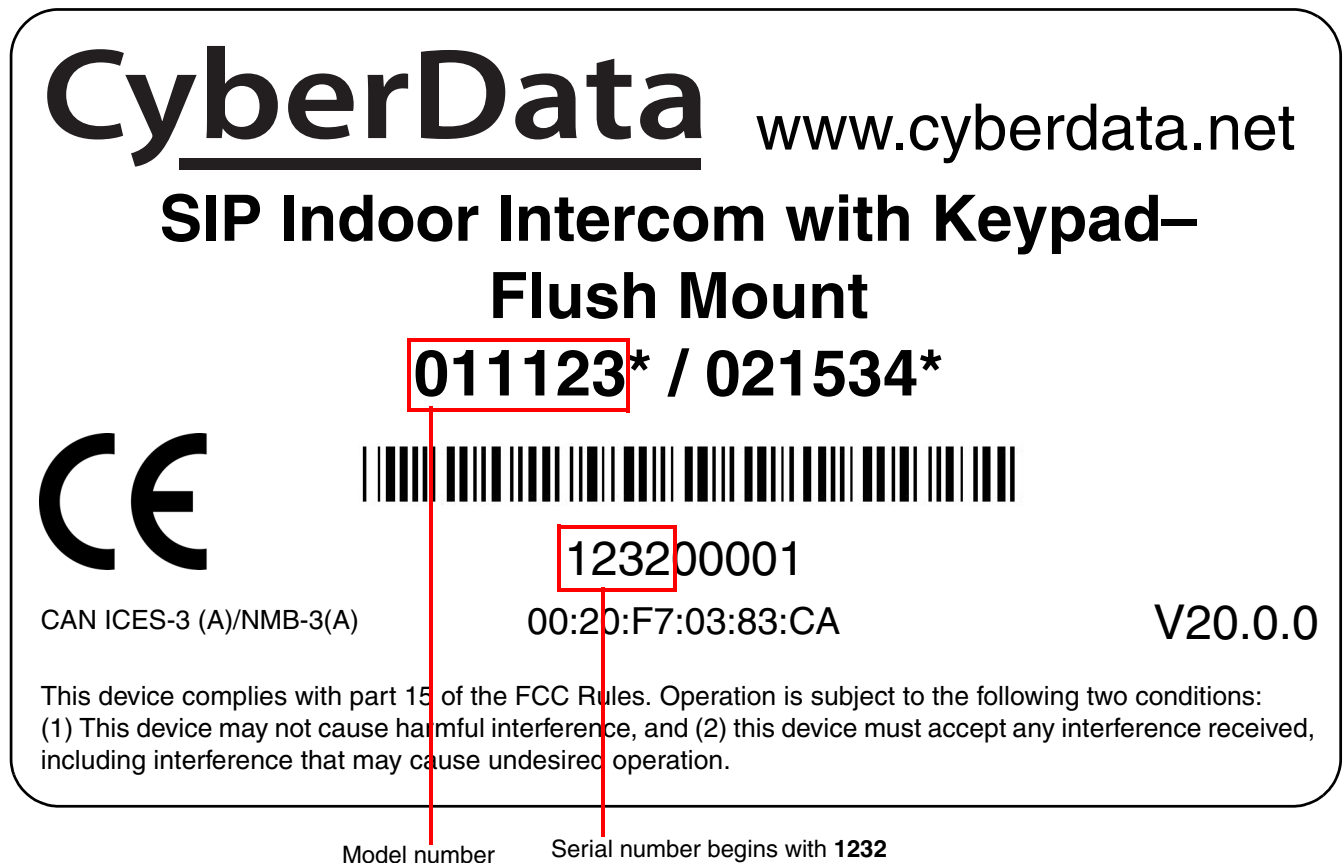 CyberData
www.cyberdata.net
SIP Indoor Intercom with Keypad–
Flush Mount
011123* / 021534*
CE
123200001
CAN ICES-3 (A)/NMB-3(A)
00:20:F7:03:83:CA
V20.0.0
This device complies with part 15 of the FCC Rules. Operation is subject to the following two conditions:
(1) This device may not cause harmful interference, and (2) this device must accept any interference received,
including interference that may cause undesired operation.
Model number
Serial number begins with 1232